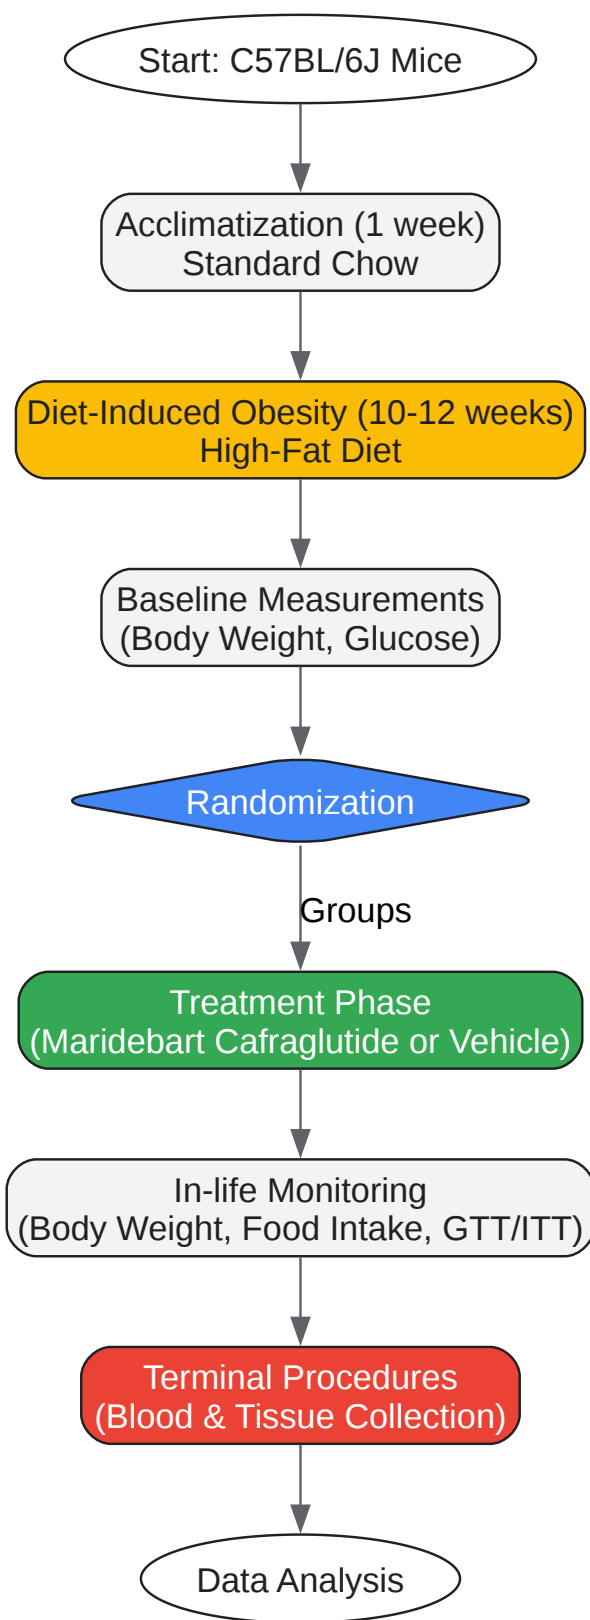 Start: C57BL/6J Mice
Acclimatization (1 week)
Standard Chow
Diet-Induced Obesity (10-12 weeks)
High-Fat Diet
Baseline Measurements
(Body Weight, Glucose)
Randomization
Groups
Treatment Phase
(Maridebart Cafraglutide or Vehicle)
In-life Monitoring
(Body Weight, Food Intake, GTT/ITT)
Terminal Procedures
(Blood & Tissue Collection)
Data Analysis